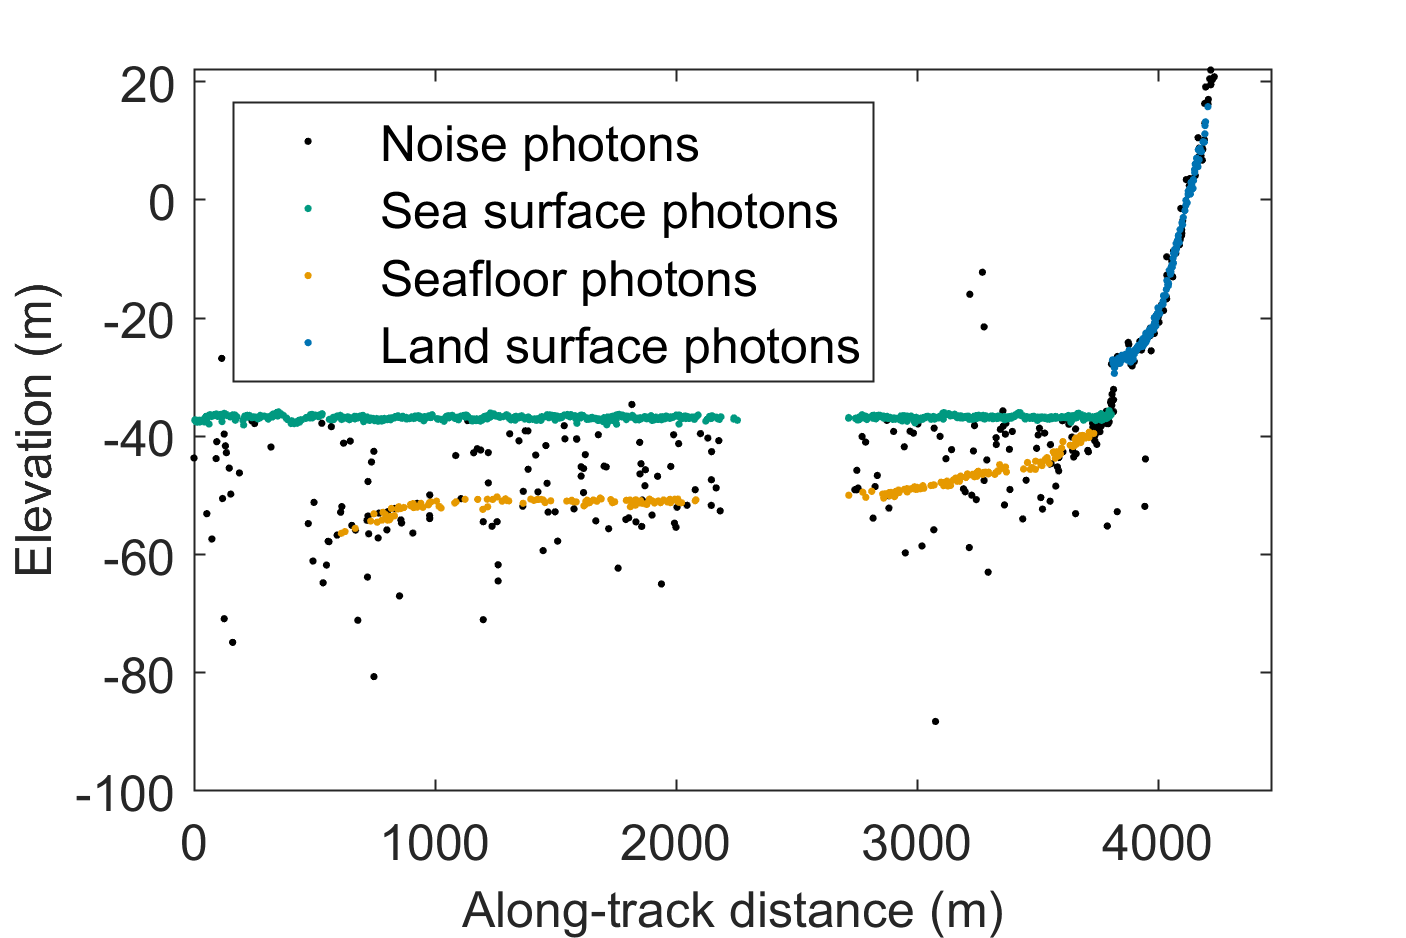 20
0
-20
-40
-60
-80
-100
Elevation (m)
Noise photons
Sea surface photons
Seafloor photons
Land surface photons
0 1000 2000 3000 4000
Along-track distance (m)